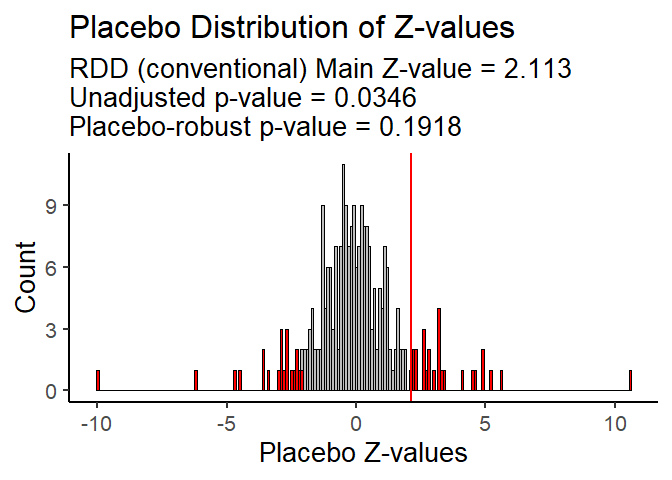 Placebo Distribution of Z-values
RDD (conventional) Main Z-value = 2.113
Unadjusted p-value = 0.0346
Placebo-robust p-value = 0.1918
Count
9
6
3
0
-10
-5
0
5
10
Placebo Z-values